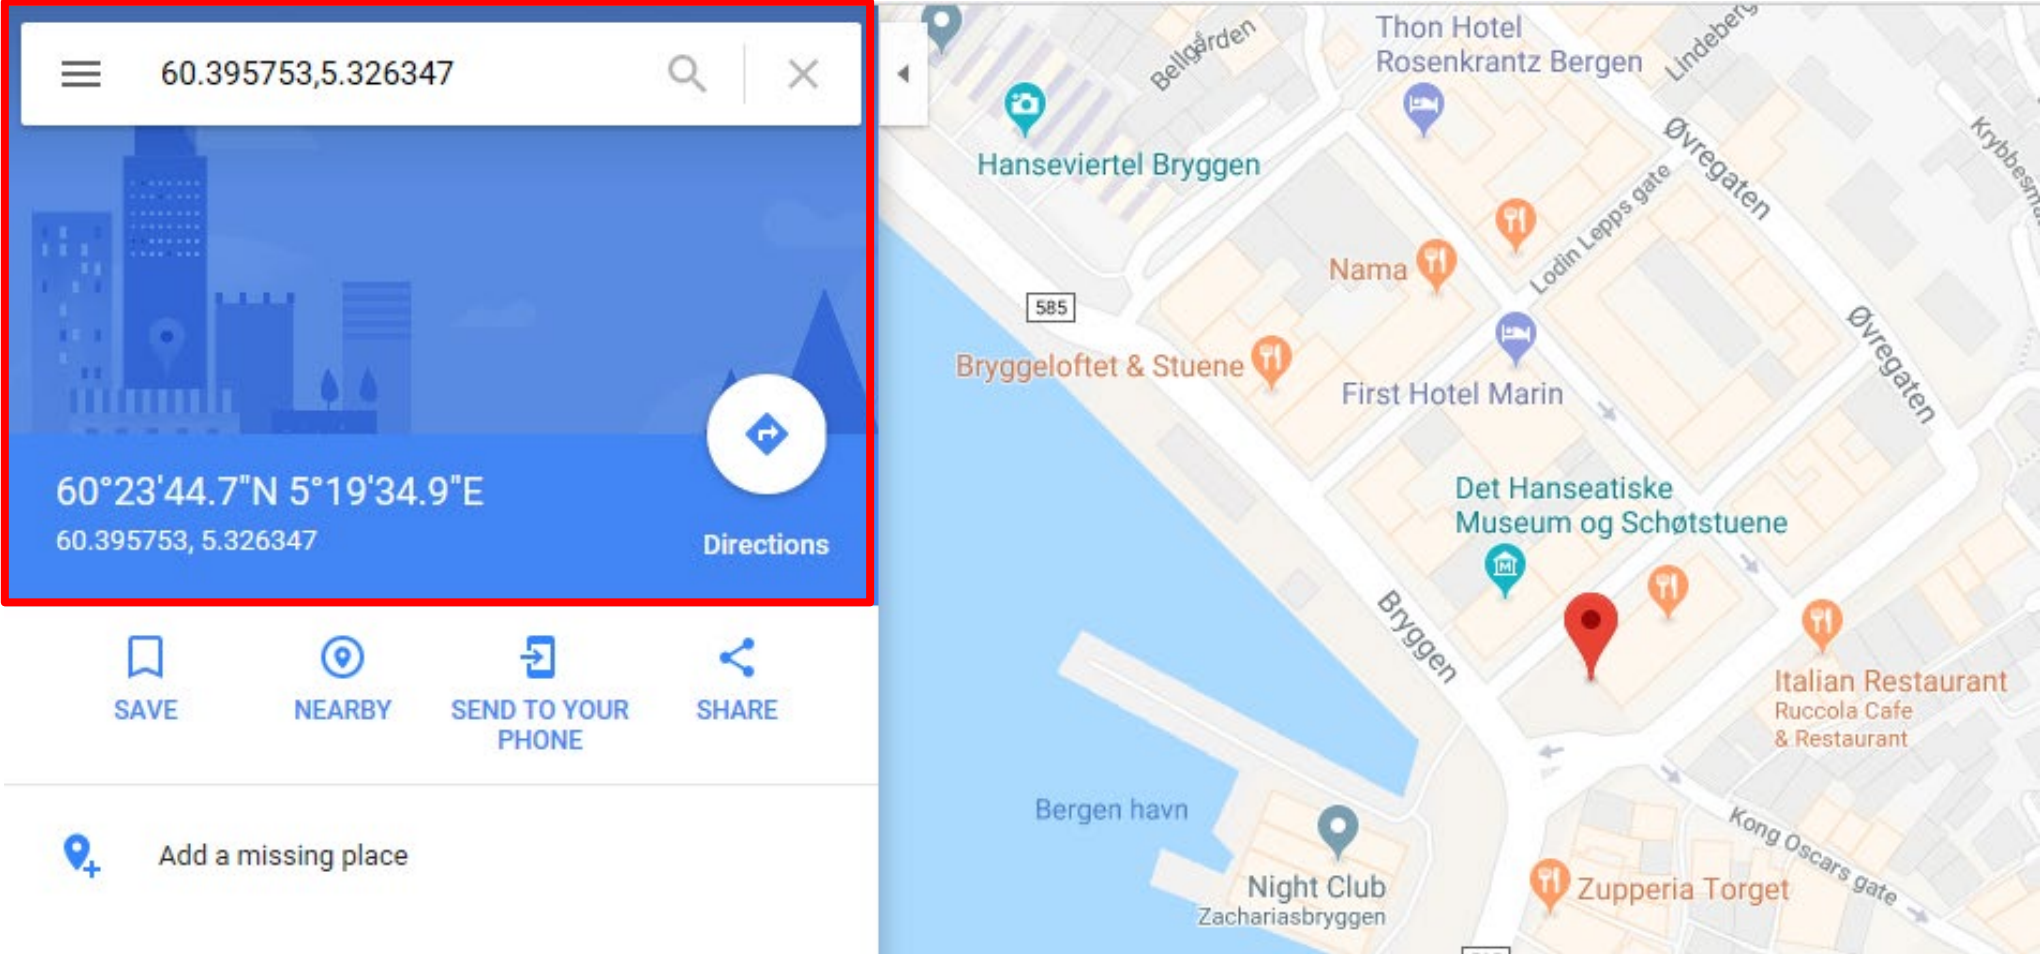 60.395753,5.326347
60°23'44.7"N 5°19'34.9"E
60.395753, 5.326347
Directions
SAVE
NEARBY
SEND TO YOUR
PHONE
SHARE
Add a missing place
Bellgården
Thon Hotel
Rosenkrantz Bergen
Hanseviertel Bryggen
Øvregaten
Lodin Lepps gate
Nama
585
Bryggeloftet & Stuene
First Hotel Marin
Øvregaten
Det Hanseatiske
Museum og Schøtstuene
Bryggen
Italian Restaurant
Ruccola Cafe
& Restaurant
Bergen havn
Kong Oscars gate
Night Club
Zachariasbryggen
Zupperia Torget